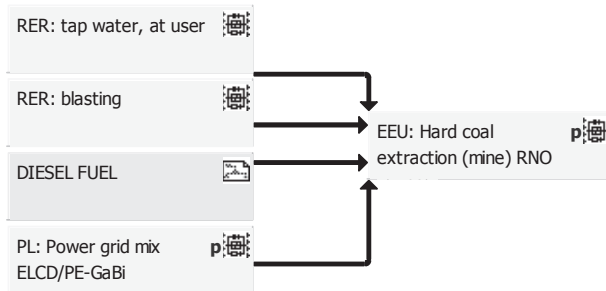 RER: tap water, at user
RER: blasting
DIESEL FUEL
PL: Power grid mix p
ELCD/PE-GaBi
EEU: Hard coal p
extraction (mine) RNO